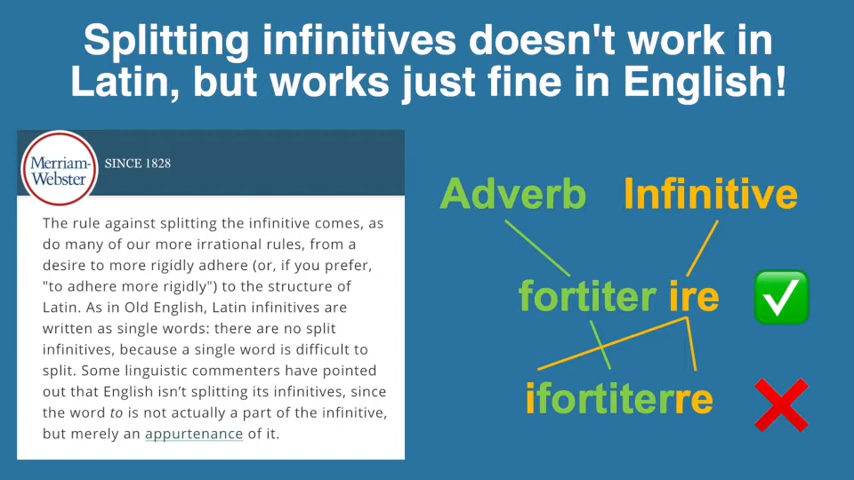 Splitting infinitives doesn't work in
Latin, but works just fine in English!
Merriam-
Webster
SINCE 1828
The rule against splitting the infinitive comes, as
do many of our more irrational rules, from a
desire to more rigidly adhere (or, if you prefer,
"to adhere more rigidly") to the structure of
Latin. As in Old English, Latin infinitives are
written as single words: there are no split
infinitives, because a single word is difficult to
split. Some linguistic commenters have pointed
out that English isn’t splitting its infinitives, since
the word to is not actually a part of the infinitive,
but merely an appurtenance of it.
Adverb Infinitive
fortiter ire
ifortiterre